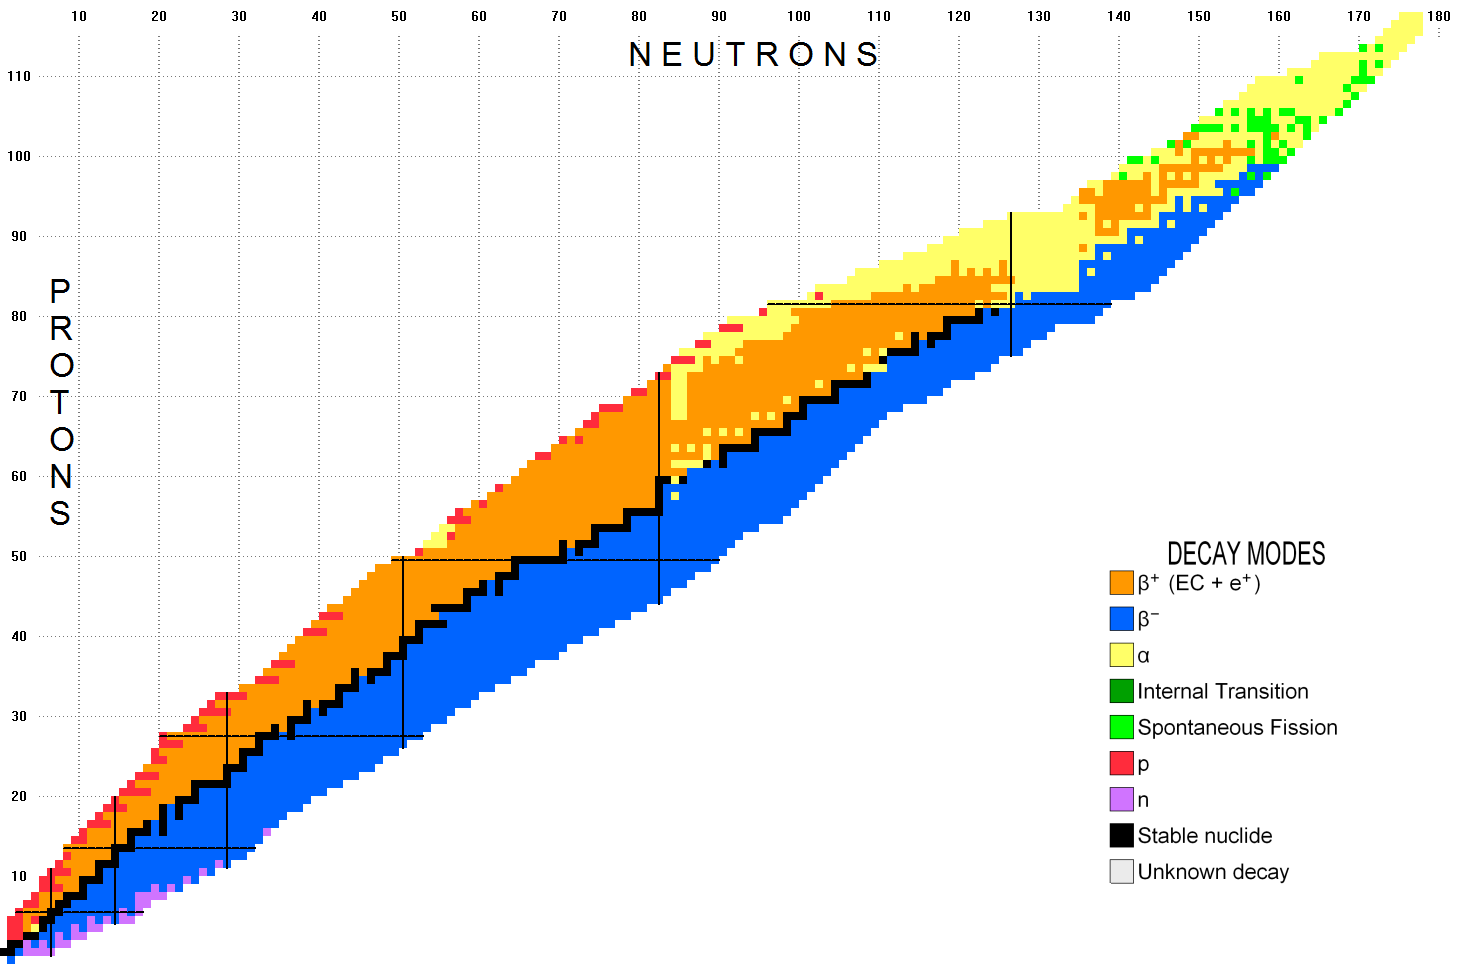 10 20 30 40 50 60 70 80 90 100 110 120 130 140 150 160 170 180
NEUTRONS
110
100
90
PROTONS
80
70
60
50
40
30
20
10
DECAY MODES
β⁺ (EC + e⁺)
β⁻
α
Internal Transition
Spontaneous Fission
p
n
Stable nuclide
Unknown decay